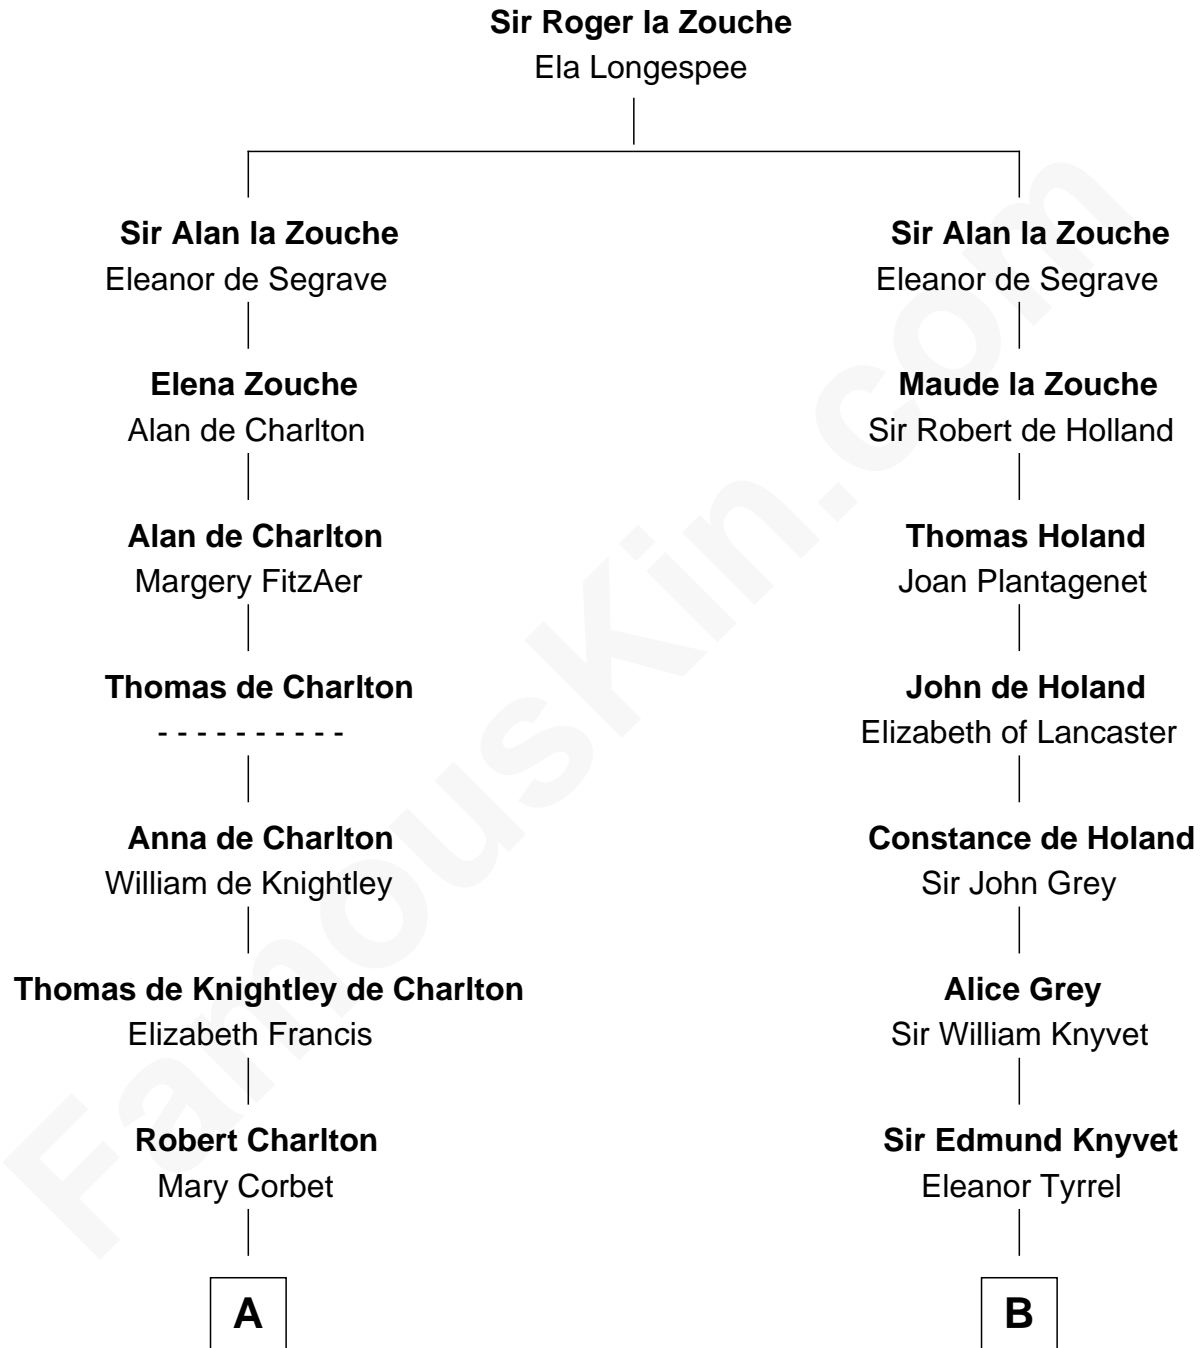 Sir Roger la Zouche
Ela Longespee
Sir Alan la Zouche
Eleanor de Segrave
Elena Zouche
Alan de Charlton
Alan de Charlton
Margery FitzAer
Thomas de Charlton
- - - - - - - - - -
Anna de Charlton
William de Knightley
Thomas de Knightley de Charlton
Elizabeth Francis
Robert Charlton
Mary Corbet
A
Sir Alan la Zouche
Eleanor de Segrave
Maude la Zouche
Sir Robert de Holland
Thomas Holand
Joan Plantagenet
John de Holand
Elizabeth of Lancaster
Constance de Holand
Sir John Grey
Alice Grey
Sir William Knyvet
Sir Edmund Knyvet
Eleanor Tyrrel
B
FamousKin.com